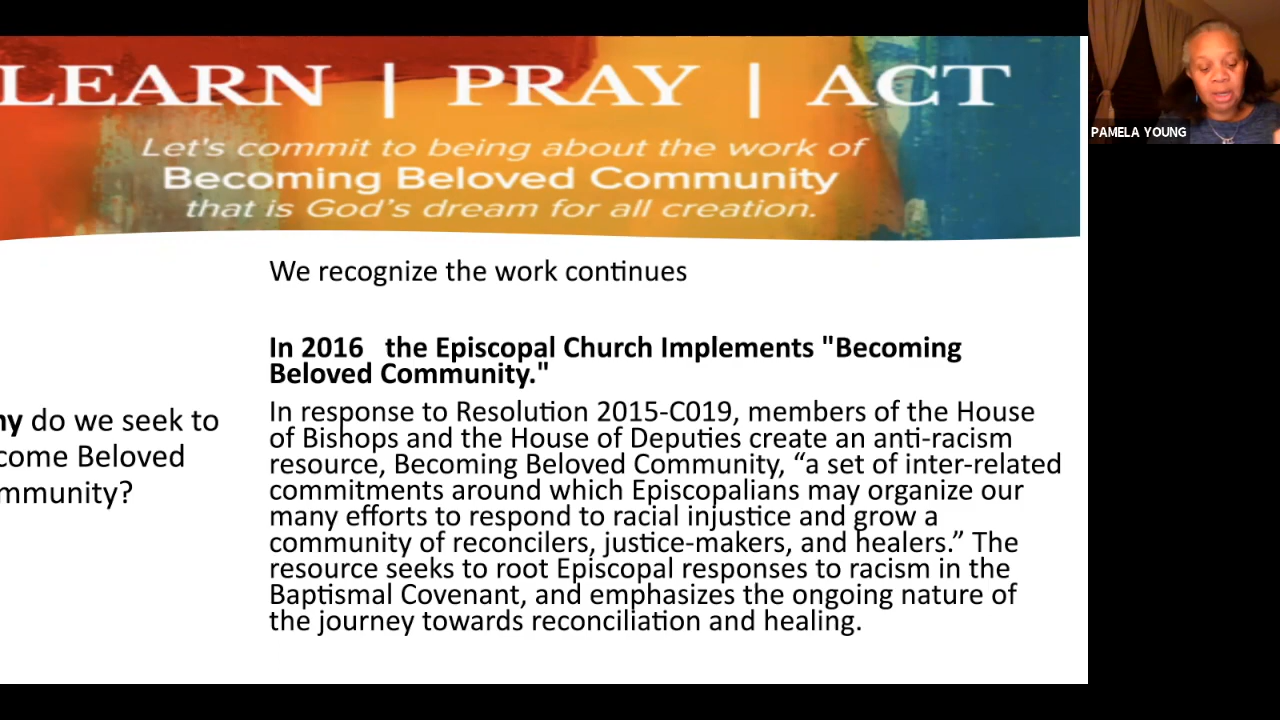 LEARN | PRAY | ACT
Let's commit to being about the work of
Becoming Beloved Community
that is God's dream for all creation.
PAMELA YOUNG
We recognize the work continues
In 2016 the Episcopal Church Implements "Becoming
Beloved Community."
ny do we seek to
come Beloved
mmunity?
In response to Resolution 2015-C019, members of the House
of Bishops and the House of Deputies create an anti-racism
resource, Becoming Beloved Community, “a set of inter-related
commitments around which Episcopalians may organize our
many efforts to respond to racial injustice and grow a
community of reconcilers, justice-makers, and healers.” The
resource seeks to root Episcopal responses to racism in the
Baptismal Covenant, and emphasizes the ongoing nature of
the journey towards reconciliation and healing.